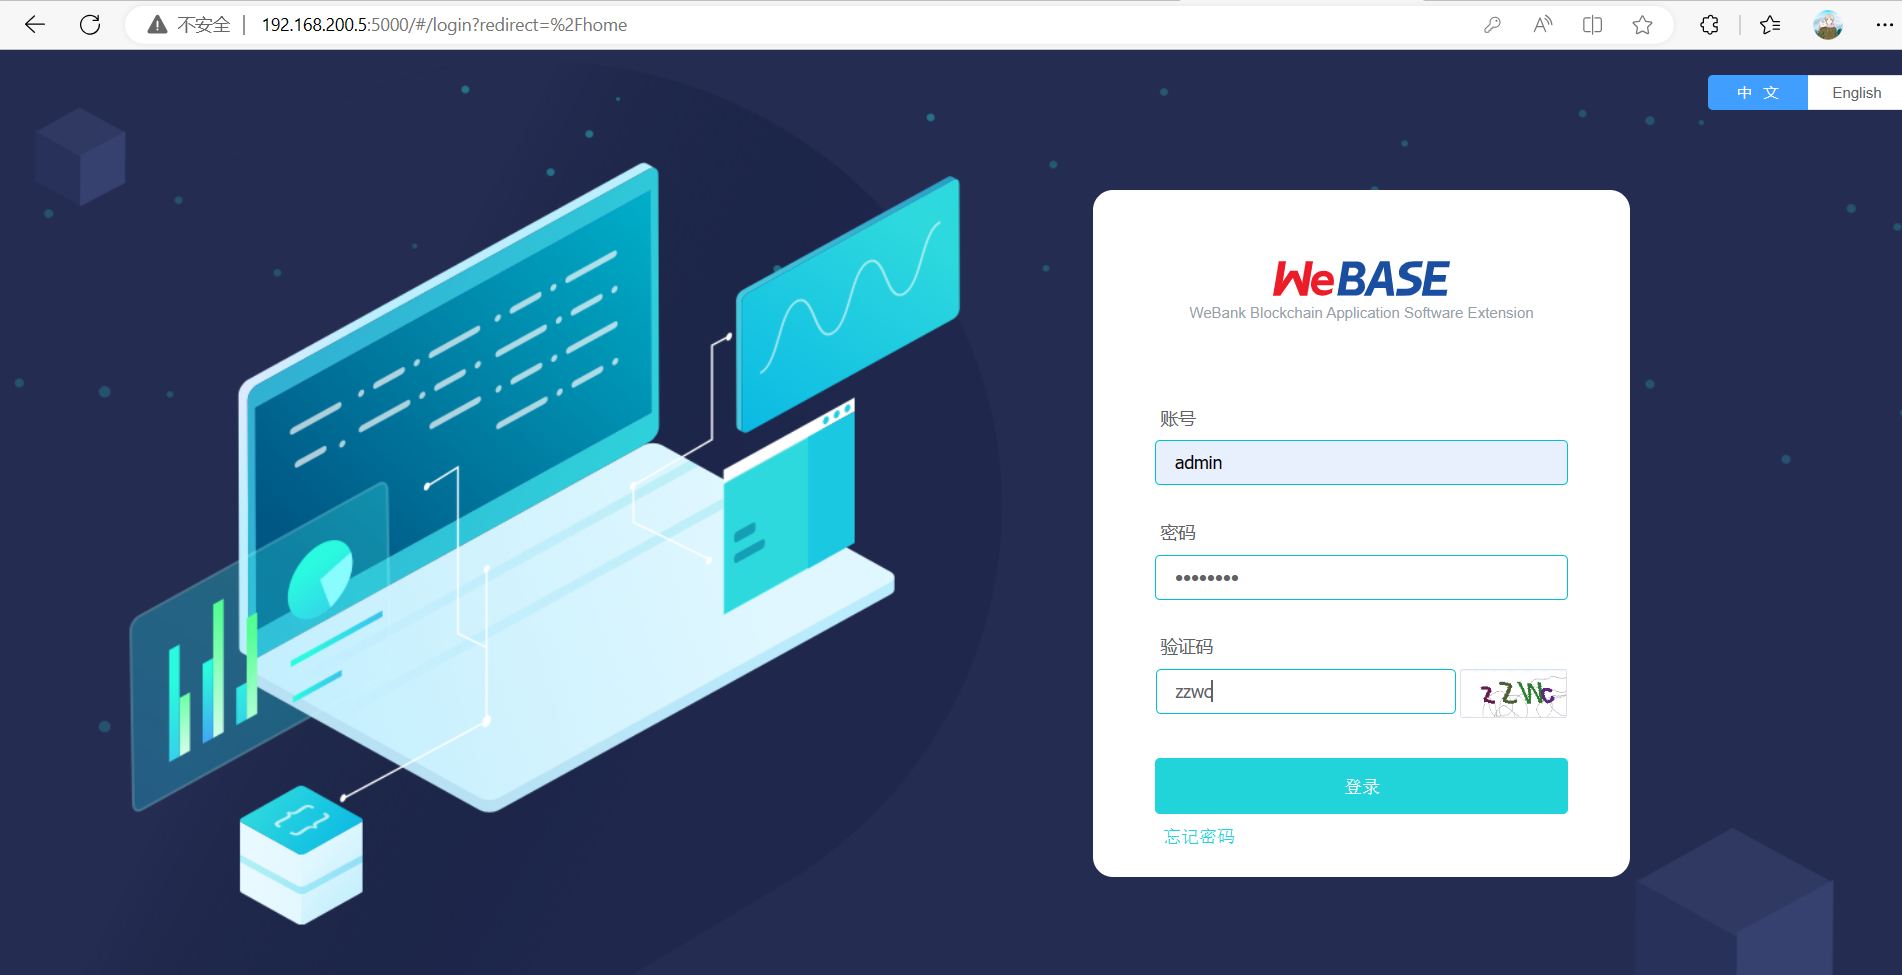 不安全 192.168.200.5:5000/#/login?redirect=%2Fhome
中 文 English
WeBASE
WeBank Blockchain Application Software Extension
账号
admin
密码
••••••••
验证码
zzwc zZWc
登录
忘记密码